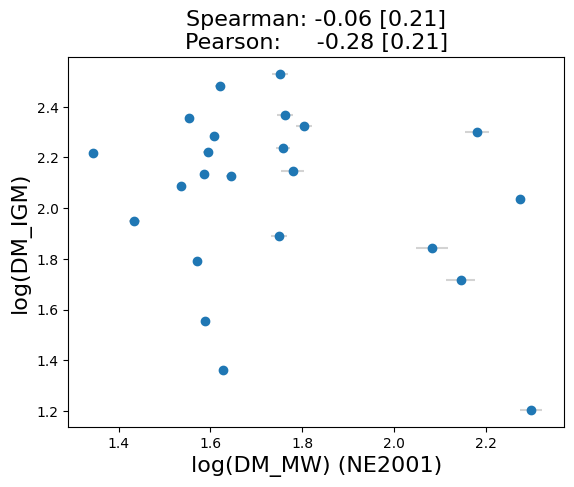 Spearman: -0.06 [0.21]
Pearson: -0.28 [0.21]
log(DM_IGM)
2.4
2.2
2.0
1.8
1.6
1.4
1.2
1.4 1.6 1.8 2.0 2.2
log(DM_MW) (NE2001)